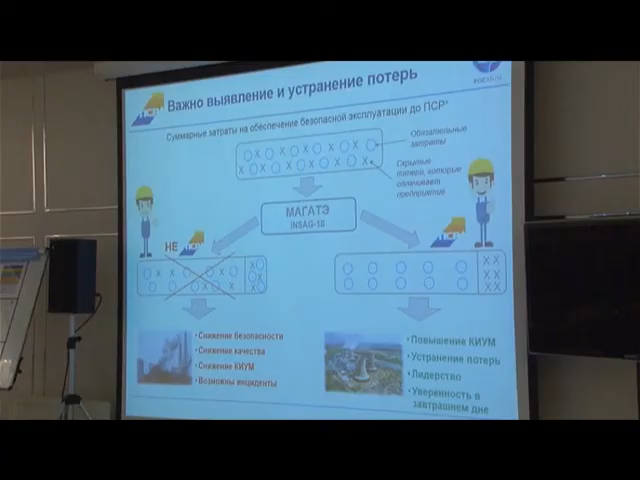 Важно выявление и устранение потерь
ПСР
РОСАТОМ
Суммарные затраты на обеспечение безопасной эксплуатации до ПСР*
Обязательные
затраты
Скрытые
потери, которые
оплачивает
предприятие
МАГАТЭ
INSAG-18
НЕ
ПСР
ПСР
• Снижение безопасности
• Снижение качества
• Снижение КИУМ
• Возможны инциденты
• Повышение КИУМ
• Устранение потерь
• Лидерство
• Уверенность в
завтрашнем дне